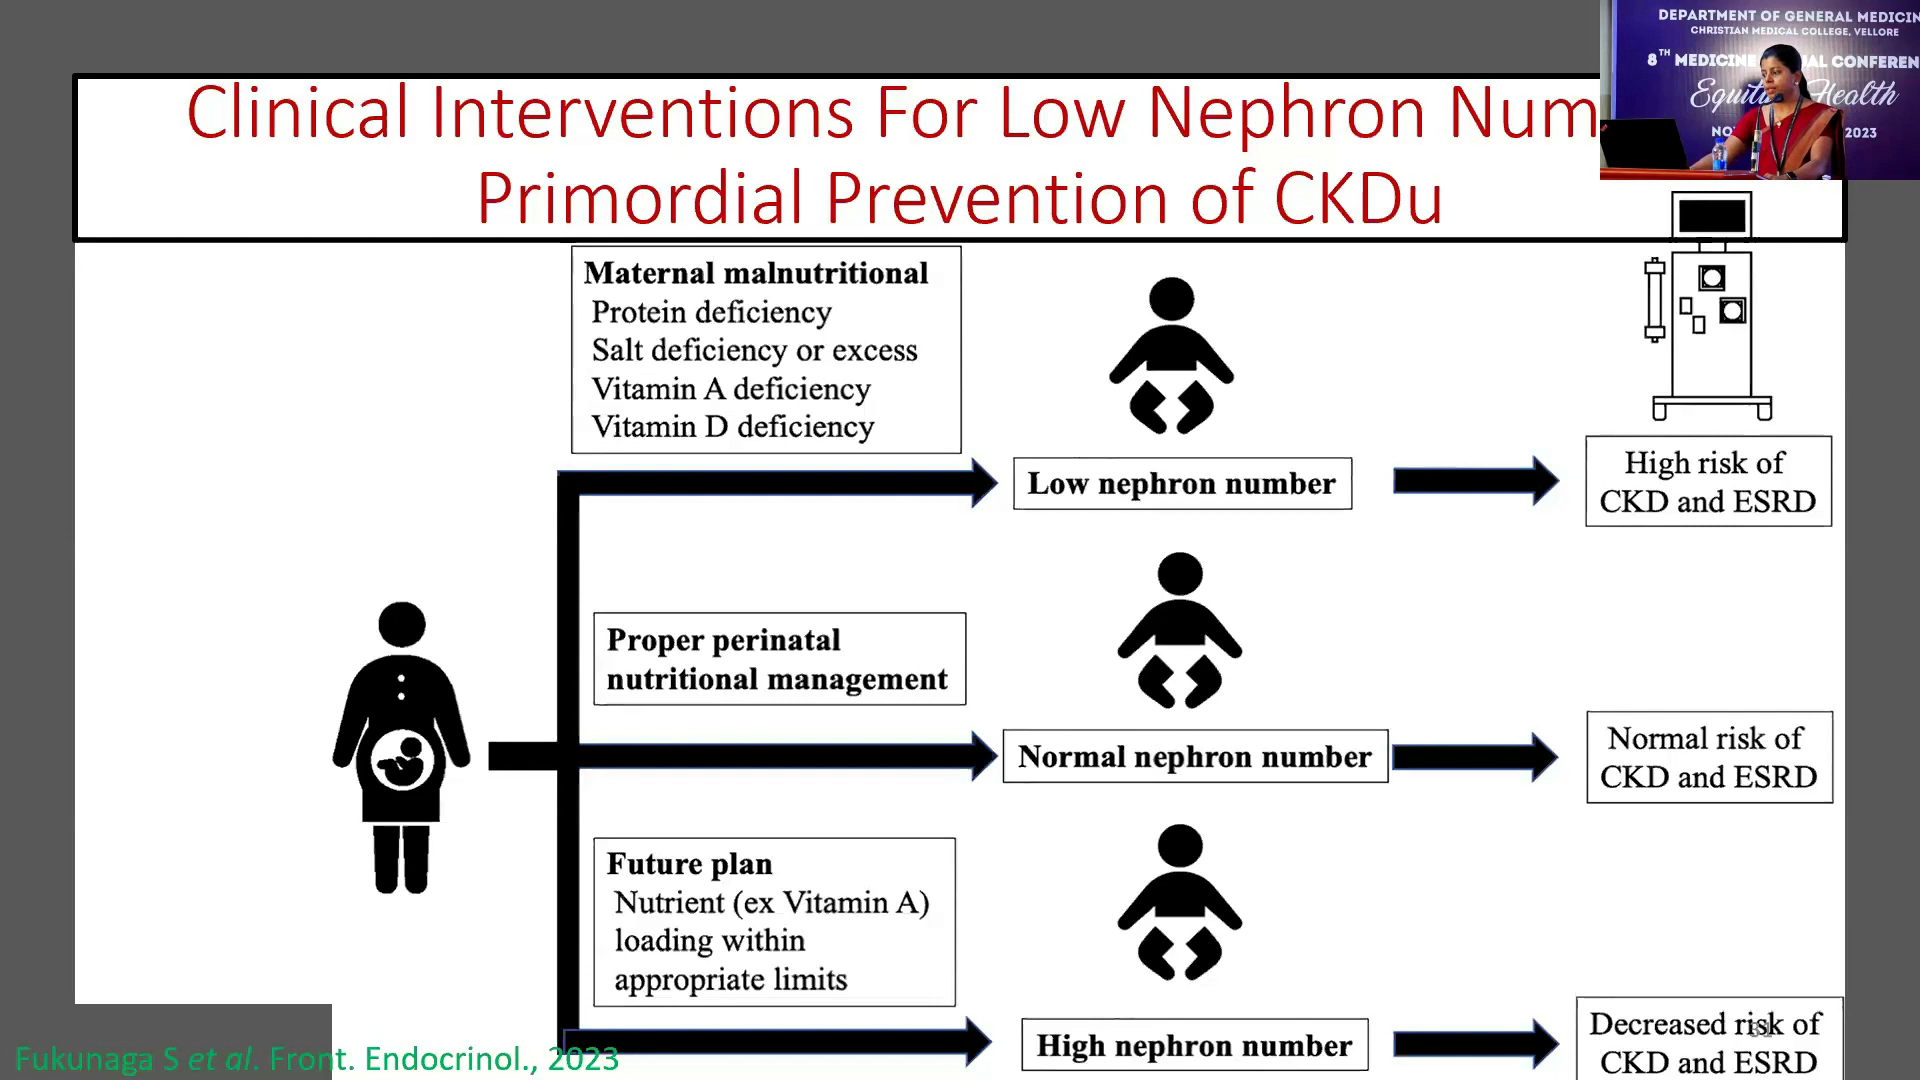 DEPARTMENT OF GENERAL MEDICIN
CHRISTIAN MEDICAL COLLEGE, VELLORE
8TH MEDICINE UAL CONFEREN
Health
2023
Clinical Interventions For Low Nephron Num
Primordial Prevention of CKDu
Maternal malnutritional
Protein deficiency
Salt deficiency or excess
Vitamin A deficiency
Vitamin D deficiency
Low nephron number
High risk of
CKD and ESRD
Proper perinatal
nutritional management
Normal nephron number
Normal risk of
CKD and ESRD
Future plan
Nutrient (ex Vitamin A)
loading within
appropriate limits
High nephron number
Decreased risk of
CKD and ESRD
31
Fukunaga S et al. Front. Endocrinol., 2023